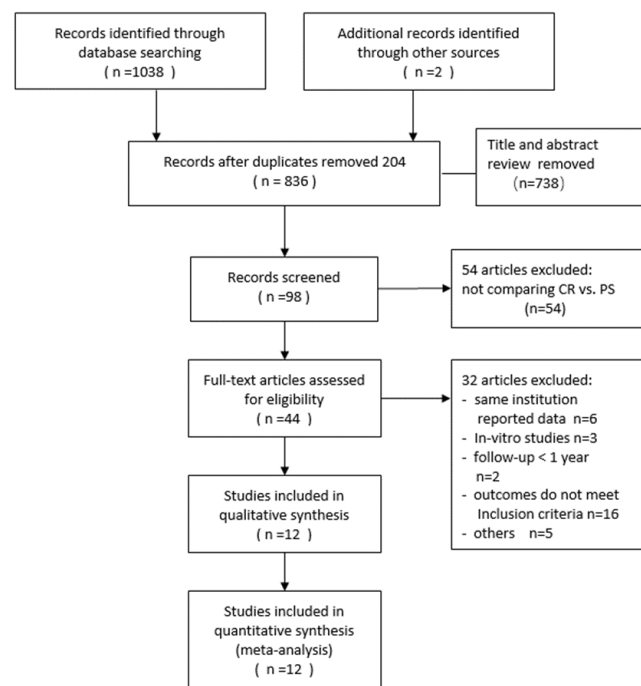 Records identified through
database searching
( n =1038 )
Additional records identified
through other sources
( n =2 )
Records after duplicates removed 204
( n = 836 )
Title and abstract
review removed
(n=738)
Records screened
( n=98 )
54 articles excluded:
not comparing CR vs. PS
(n=54)
Full-text articles assessed
for eligibility
( n =44 )
32 articles excluded:
- same institution
reported data n=6
- In-vitro studies n=3
- follow-up < 1 year
n=2
- outcomes do not meet
Inclusion criteria n=16
- others n=5
Studies included in
qualitative synthesis
( n =12 )
Studies included in
quantitative synthesis
(meta-analysis)
( n =12 )